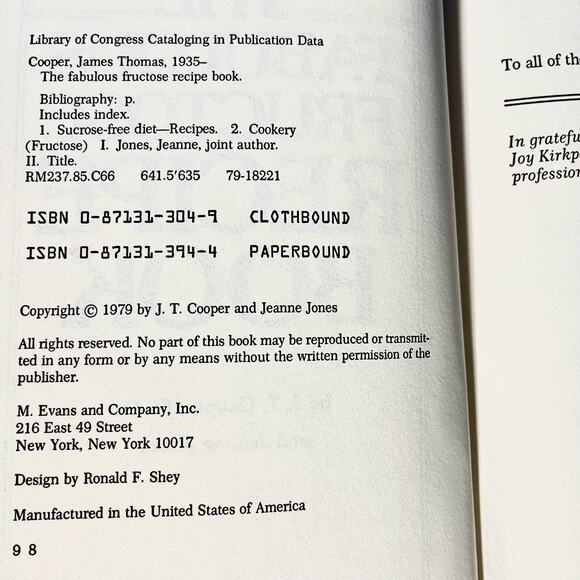 Library of Congress Cataloging in Publication Data
Cooper, James Thomas, 1935–
The fabulous fructose recipe book.
Bibliography: p.
Includes index.
1. Sucrose-free diet—Recipes. 2. Cookery
(Fructose) I. Jones, Jeanne, joint author.
II. Title.
RM237.85.C66 641.5'635 79-18221
ISBN 0-87131-304-9 CLOTHBOUND
ISBN 0-87131-394-4 PAPERBOUND
Copyright © 1979 by J. T. Cooper and Jeanne Jones
All rights reserved. No part of this book may be reproduced or transmit-
ted in any form or by any means without the written permission of the
publisher.
M. Evans and Company, Inc.
216 East 49 Street
New York, New York 10017
Design by Ronald F. Shey
Manufactured in the United States of America
9 8
To all of
In
Joy